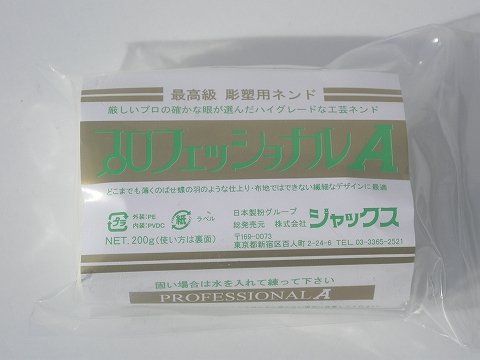 最高級 彫塑用ネンド
厳しいプロの確かな眼が選んだハイグレードな工芸ネンド
プロフェッショナルA
どこまでも薄くのばせ蝶の羽のような仕上り・布地ではできない繊細なデザインに最適
プラ 外装:PE 内装:PVDC 紙 ラベル
NET.200g(使い方は裏面)
日本製粉グループ
総発売元 株式会社 ジャックス
〒169-0073
東京都新宿区百人町2-24-6 TEL 03-3365-2521
固い場合は水を入れて練って下さい
PROFESSIONAL A